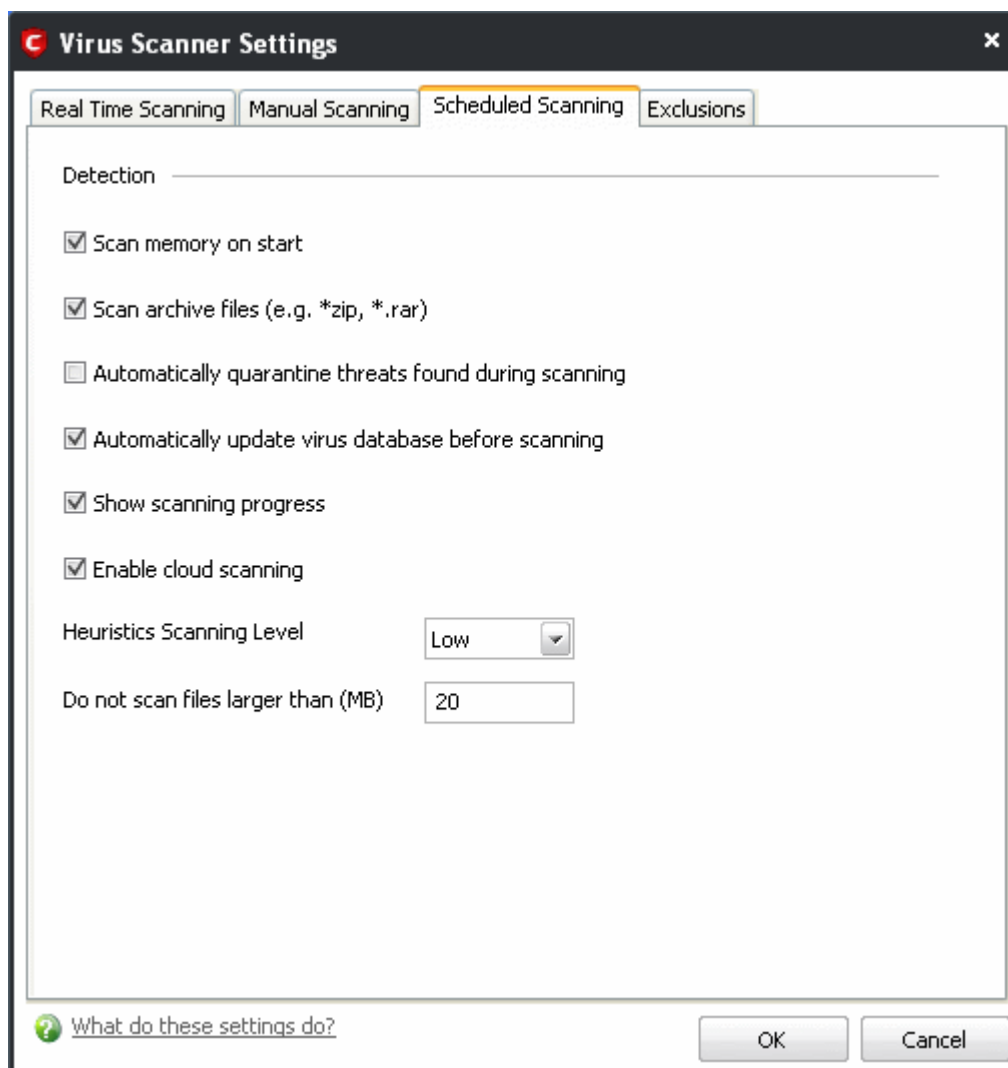 Virus Scanner Settings
Real Time Scanning Manual Scanning Scheduled Scanning Exclusions
Detection
Scan memory on start
Scan archive files (e.g. *zip, *.rar)
Automatically quarantine threats found during scanning
Automatically update virus database before scanning
Show scanning progress
Enable cloud scanning
Heuristics Scanning Level Low
Do not scan files larger than (MB) 20
What do these settings do?
OK Cancel